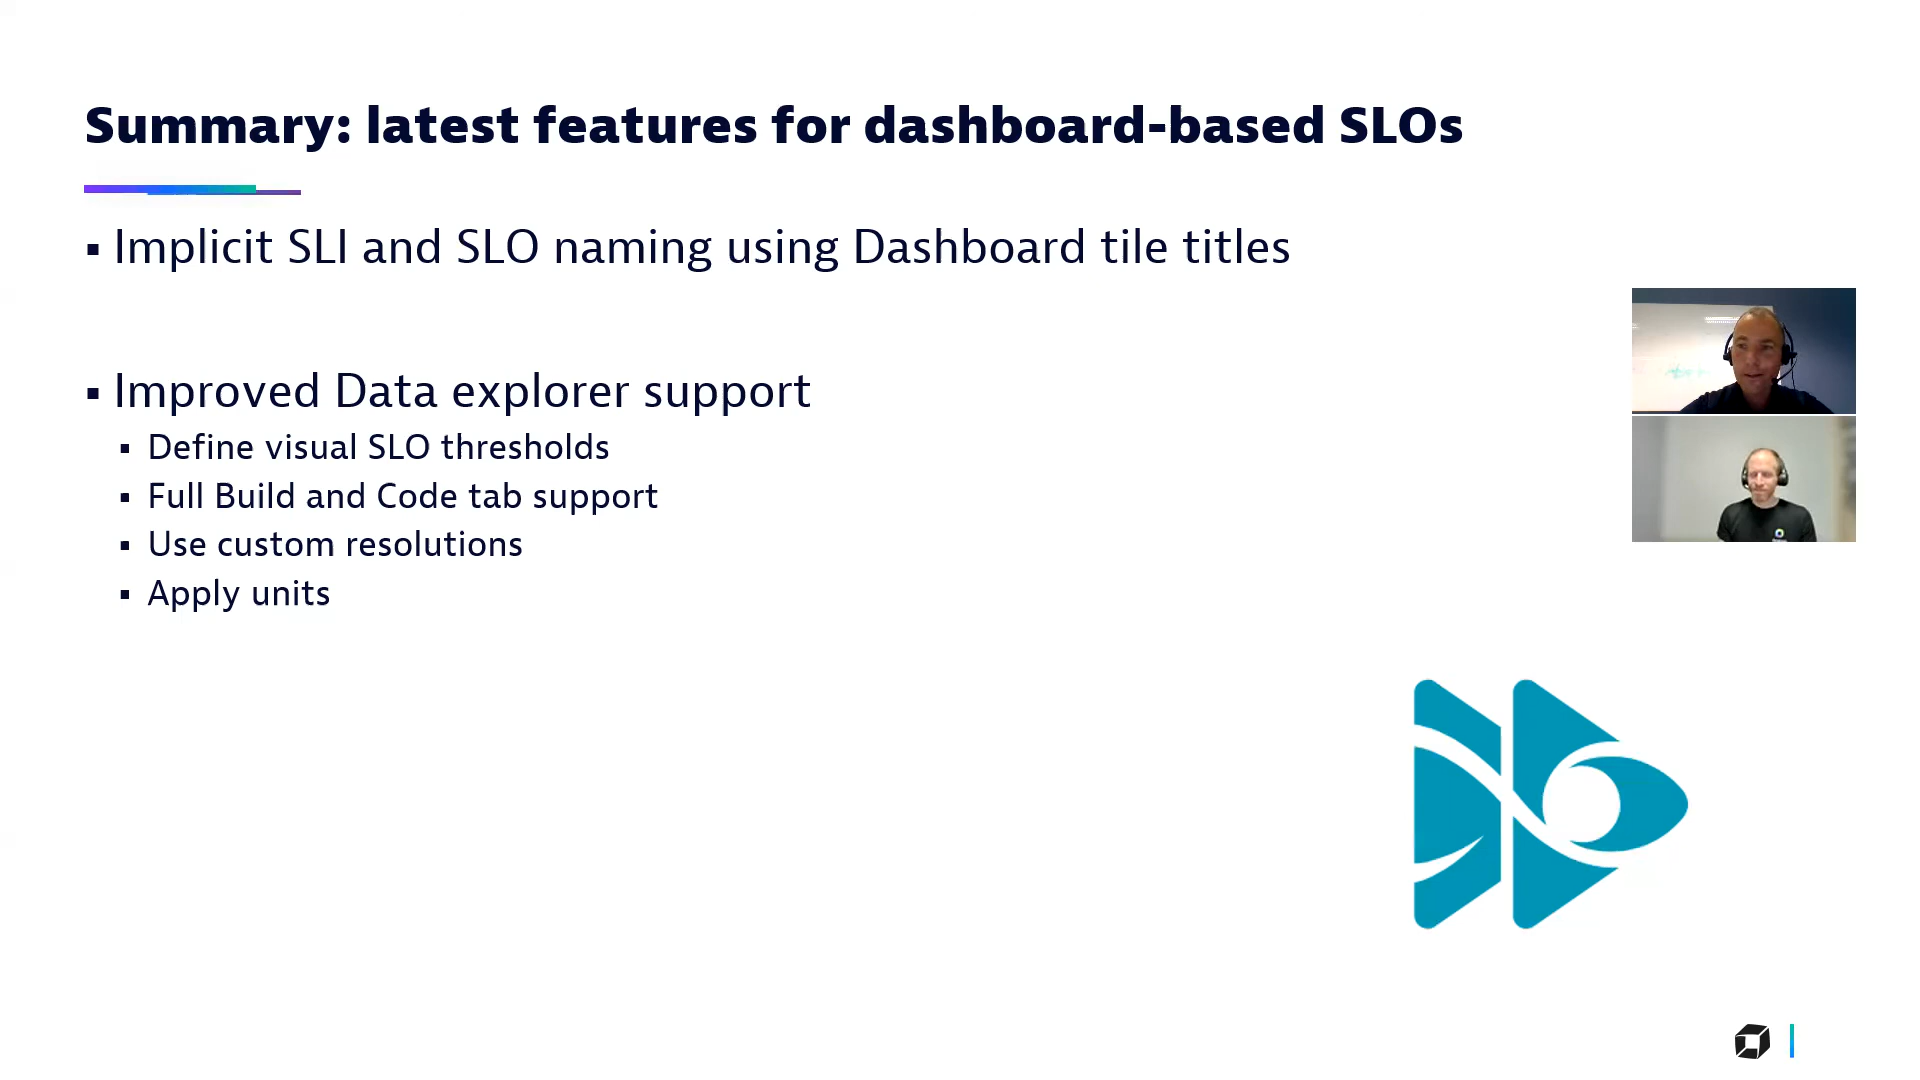 Summary: latest features for dashboard-based SLOs
▪ Implicit SLI and SLO naming using Dashboard tile titles
▪ Improved Data explorer support
▪ Define visual SLO thresholds
▪ Full Build and Code tab support
▪ Use custom resolutions
▪ Apply units